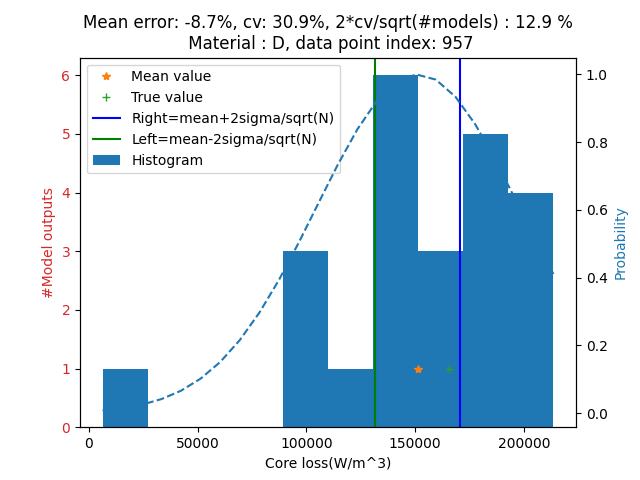 Mean error: -8.7%, cv: 30.9%, 2*cv/sqrt(#models) : 12.9 %
Material : D, data point index: 957
Mean value
True value
Right=mean+2sigma/sqrt(N)
Left=mean-2sigma/sqrt(N)
Histogram
#Model outputs
6
5
4
3
2
1
0
1.0
0.8
0.6
0.4
0.2
0.0
Probability
0
50000
100000
150000
200000
Core loss(W/m^3)